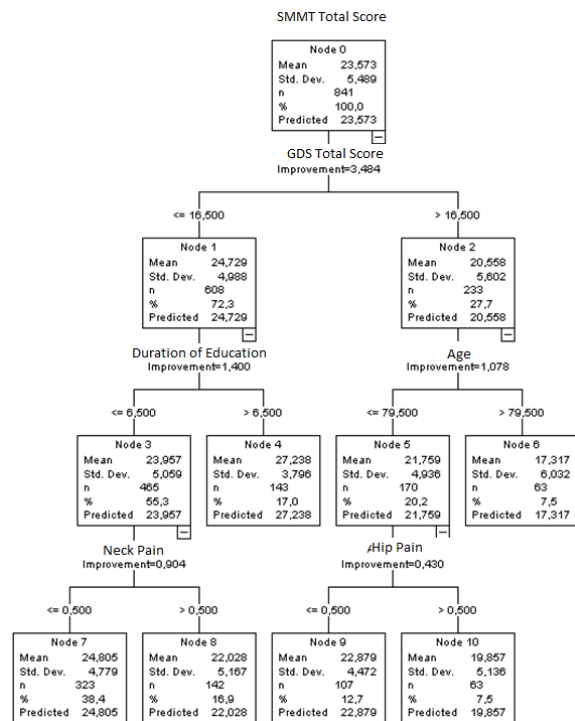 SMMT Total Score
Node 0
Mean 23,573
Std. Dev. 5,489
n 841
% 100,0
Predicted 23,573
GDS Total Score
Improvement=3,484
<= 16,500 > 16,500
Node 1
Mean 24,729
Std. Dev. 4,988
n 608
% 72,3
Predicted 24,729
Node 2
Mean 20,558
Std. Dev. 5,602
n 233
% 27,7
Predicted 20,558
Duration of Education
Improvement=1,400
Age
Improvement=1,078
<= 6,500 > 6,500
<= 79,500 > 79,500
Node 3
Mean 23,957
Std. Dev. 5,059
n 465
% 55,3
Predicted 23,957
Node 4
Mean 27,238
Std. Dev. 3,796
n 143
% 17,0
Predicted 27,238
Node 5
Mean 21,759
Std. Dev. 4,936
n 170
% 20,2
Predicted 21,759
Node 6
Mean 17,317
Std. Dev. 6,032
n 63
% 7,5
Predicted 17,317
Neck Pain
Improvement=0,904
Hip Pain
Improvement=0,430
<= 0,500 > 0,500
<= 0,500 > 0,500
Node 7
Mean 24,805
Std. Dev. 4,779
n 323
% 38,4
Predicted 24,805
Node 8
Mean 22,028
Std. Dev. 5,167
n 142
% 16,9
Predicted 22,028
Node 9
Mean 22,879
Std. Dev. 4,472
n 107
% 12,7
Predicted 22,879
Node 10
Mean 19,857
Std. Dev. 5,136
n 63
% 7,5
Predicted 19,857